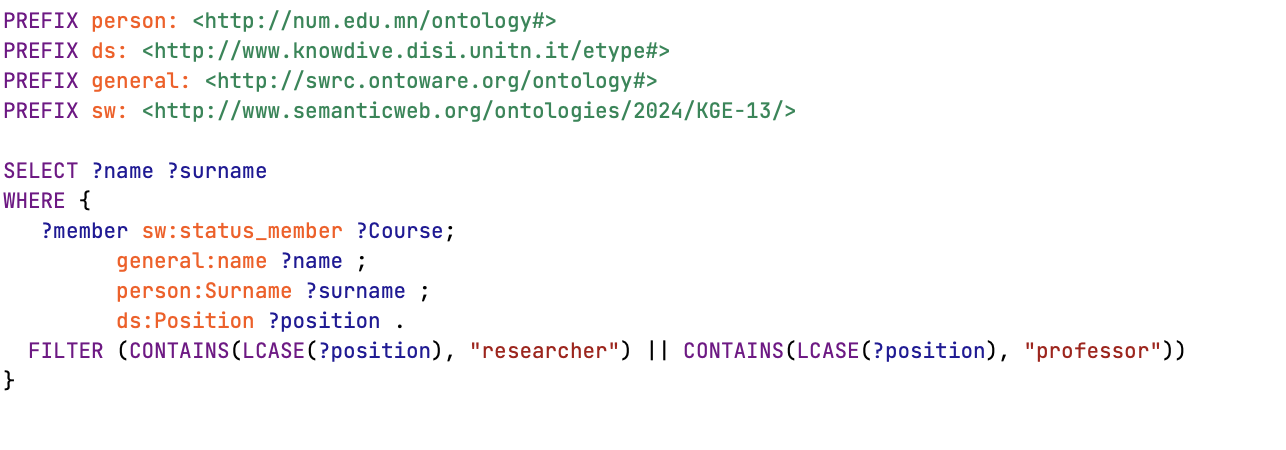 PREFIX person: <http://num.edu.mn/ontology#>
PREFIX ds: <http://www.knowdive.disi.unitn.it/etype#>
PREFIX general: <http://swrc.ontoware.org/ontology#>
PREFIX sw: <http://www.semanticweb.org/ontologies/2024/KGE-13/>

SELECT ?name ?surname
WHERE {
   ?member sw:status_member ?Course;
         general:name ?name ;
         person:Surname ?surname ;
         ds:Position ?position .
  FILTER (CONTAINS(LCASE(?position), "researcher") || CONTAINS(LCASE(?position), "professor"))
}